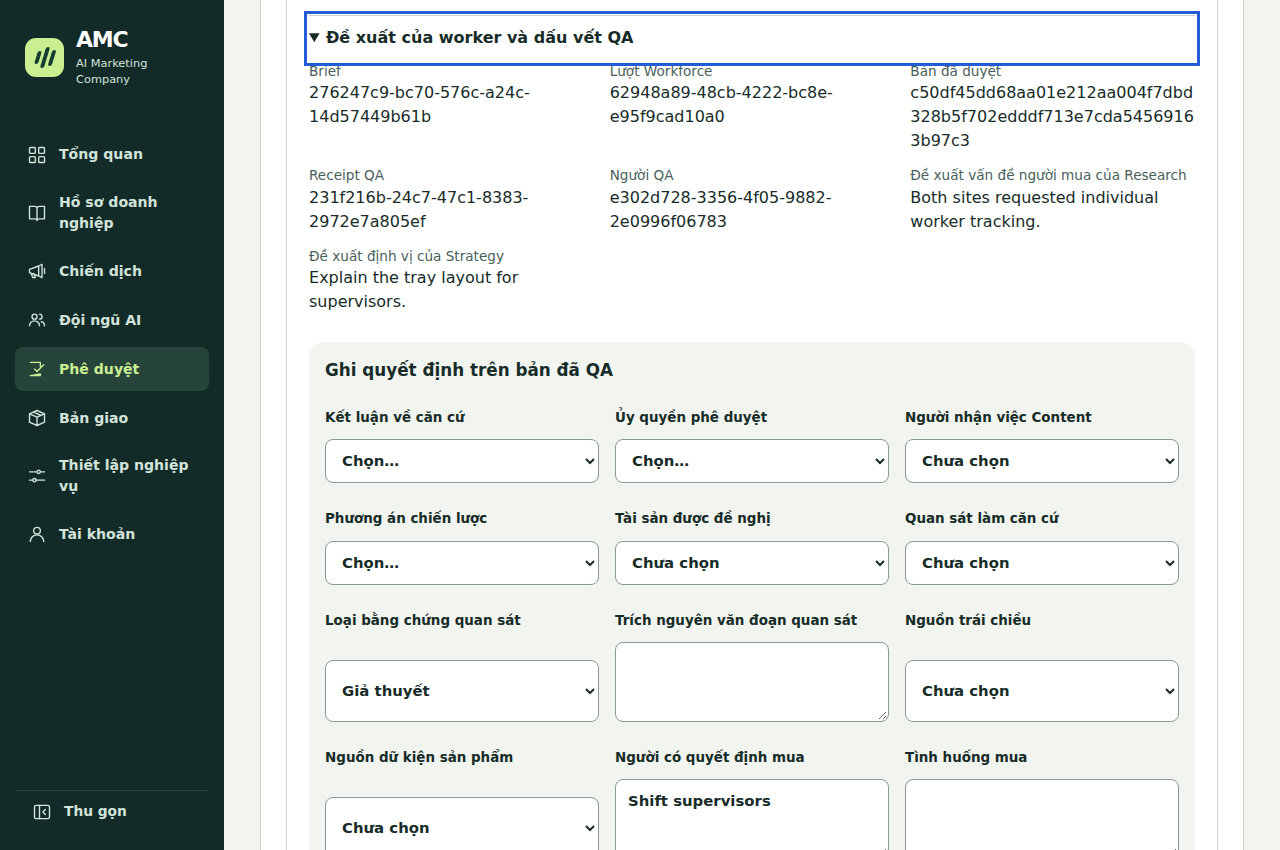 AMC
AI Marketing
Company
Tổng quan
Hồ sơ doanh
nghiệp
Chiến dịch
Đội ngũ AI
Phê duyệt
Bàn giao
Thiết lập nghiệp
vụ
Tài khoản
Thu gọn
Đề xuất của worker và dấu vết QA
Brief
276247c9-bc70-576c-a24c-
14d57449b61b
Lượt Workforce
62948a89-48cb-4222-bc8e-
e95f9cad10a0
Bản đã duyệt
c50df45dd68aa01e212aa004f7dbd
328b5f702edddf713e7cda5456916
3b97c3
Receipt QA
231f216b-24c7-47c1-8383-
2972e7a805ef
Người QA
e302d728-3356-4f05-9882-
2e0996f06783
Đề xuất vấn đề người mua của Research
Both sites requested individual
worker tracking.
Đề xuất định vị của Strategy
Explain the tray layout for
supervisors.
Ghi quyết định trên bản đã QA
Kết luận về căn cứ
Chọn...
Ủy quyền phê duyệt
Chọn...
Người nhận việc Content
Chưa chọn
Phương án chiến lược
Chọn...
Tài sản được đề nghị
Chưa chọn
Quan sát làm căn cứ
Chưa chọn
Loại bằng chứng quan sát
Giả thuyết
Trích nguyên văn đoạn quan sát
Nguồn trái chiều
Chưa chọn
Nguồn dữ kiện sản phẩm
Chưa chọn
Người có quyết định mua
Shift supervisors
Tình huống mua